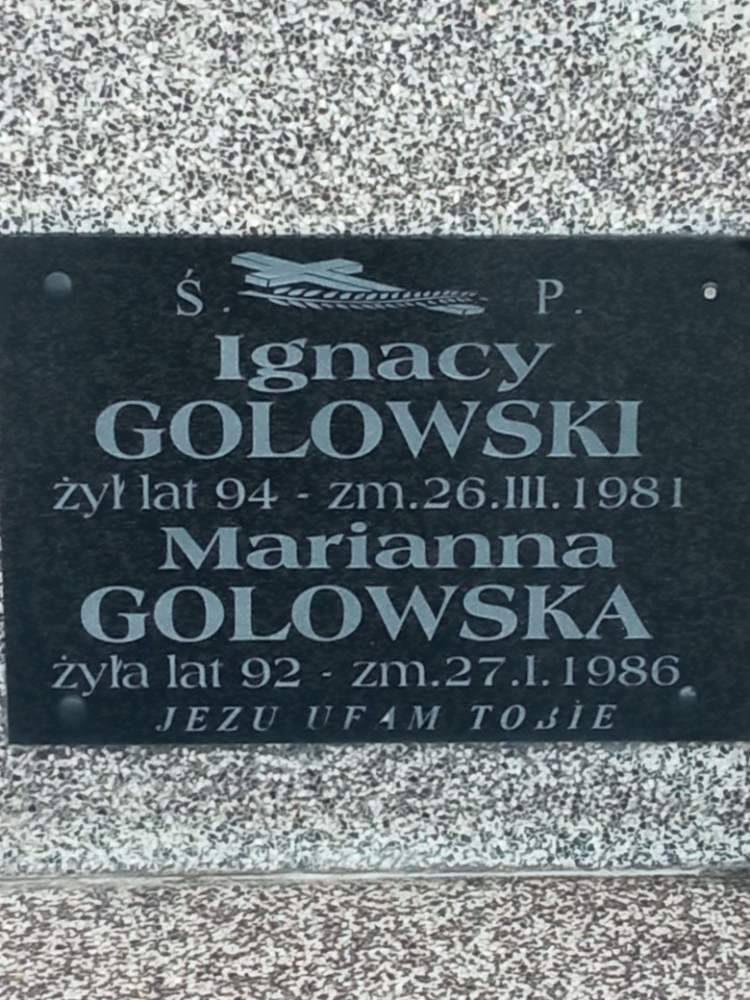 Ś. P.
Ignacy
GOLOWSKI
żył lat 94 - zm.26.III.1981
Marianna
GOLOWSKA
żyła lat 92 - zm.27.I.1986
JEZU UFAM TOBIE